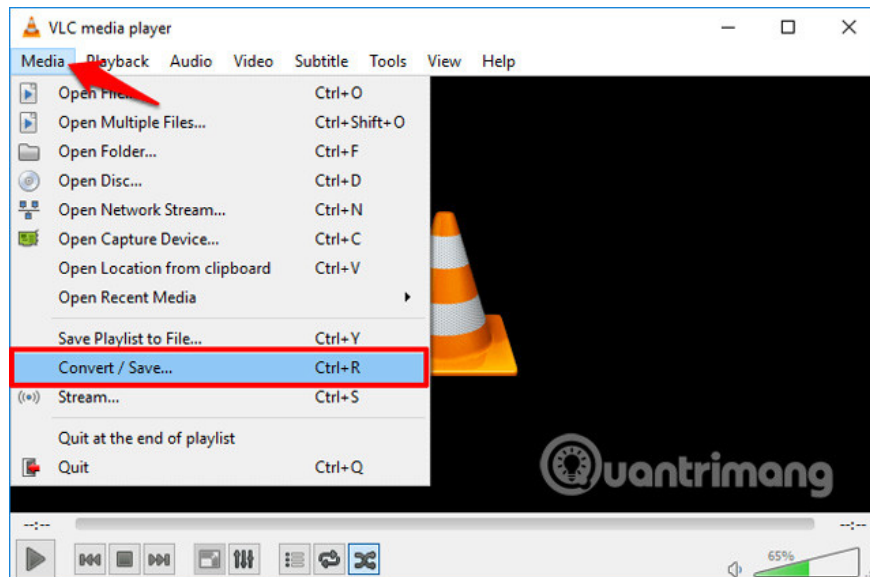 VLC media player
Media Playback Audio Video Subtitle Tools View Help
Open File... Ctrl+O
Open Multiple Files... Ctrl+Shift+O
Open Folder... Ctrl+F
Open Disc... Ctrl+D
Open Network Stream... Ctrl+N
Open Capture Device... Ctrl+C
Open Location from clipboard Ctrl+V
Open Recent Media
Save Playlist to File... Ctrl+Y
Convert / Save... Ctrl+R
Stream... Ctrl+S
Quit at the end of playlist
Quit Ctrl+Q
Quantrimang
--:-- --:--
65%